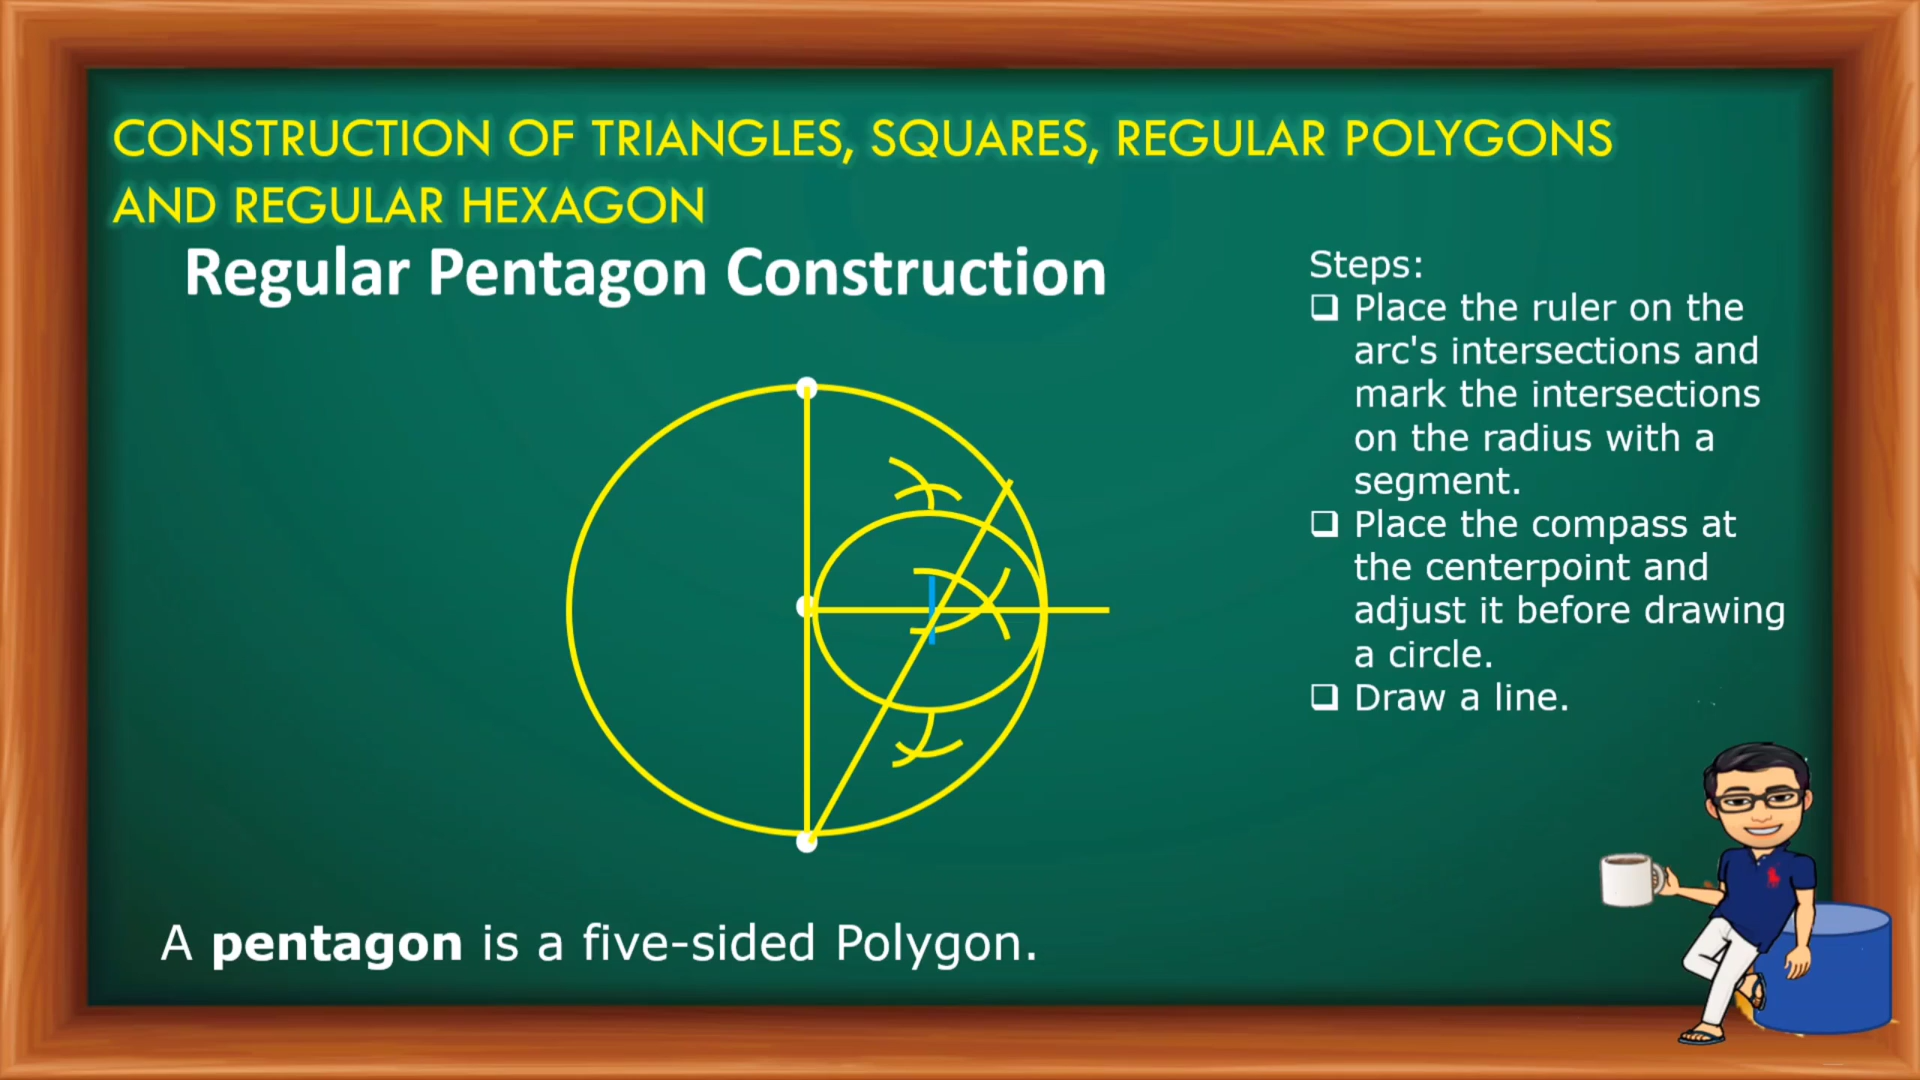 CONSTRUCTION OF TRIANGLES, SQUARES, REGULAR POLYGONS
AND REGULAR HEXAGON
Regular Pentagon Construction
Steps:
❑ Place the ruler on the
arc's intersections and
mark the intersections
on the radius with a
segment.
❑ Place the compass at
the centerpoint and
adjust it before drawing
a circle.
❑ Draw a line.
A pentagon is a five-sided Polygon.